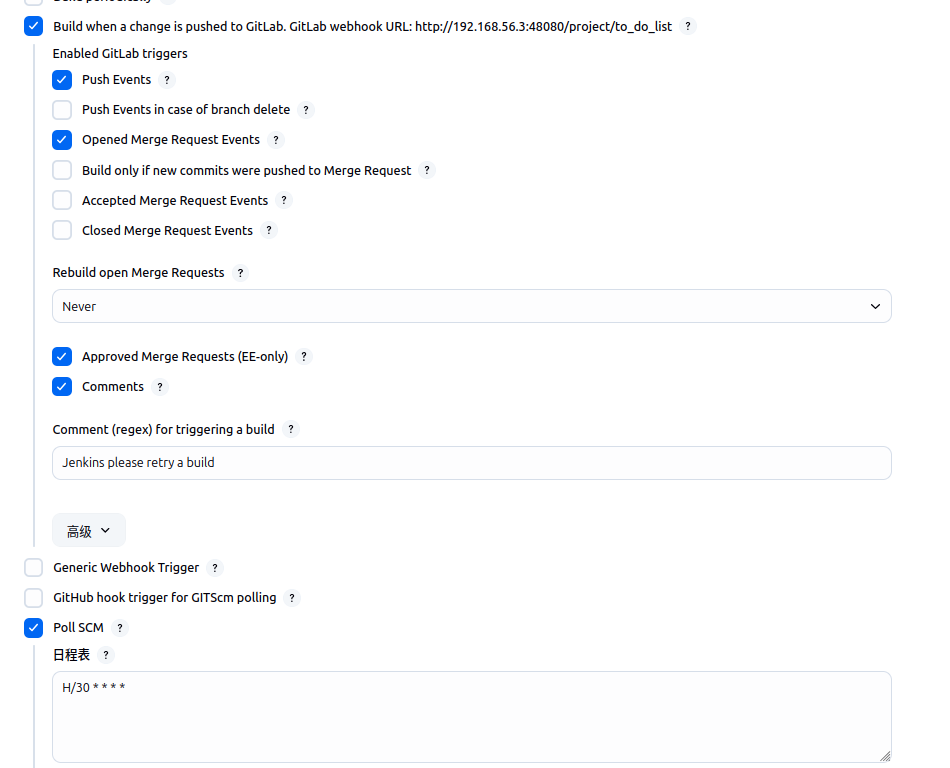 Build when a change is pushed to GitLab. GitLab webhook URL: http://192.168.56.3:48080/project/to_do_list ?
Enabled GitLab triggers
Push Events ?
Push Events in case of branch delete ?
Opened Merge Request Events ?
Build only if new commits were pushed to Merge Request ?
Accepted Merge Request Events ?
Closed Merge Request Events ?
Rebuild open Merge Requests ?
Never
Approved Merge Requests (EE-only) ?
Comments ?
Comment (regex) for triggering a build ?
Jenkins please retry a build
高级
Generic Webhook Trigger ?
GitHub hook trigger for GITScm polling ?
Poll SCM ?
日程表 ?
H/30 * * * *